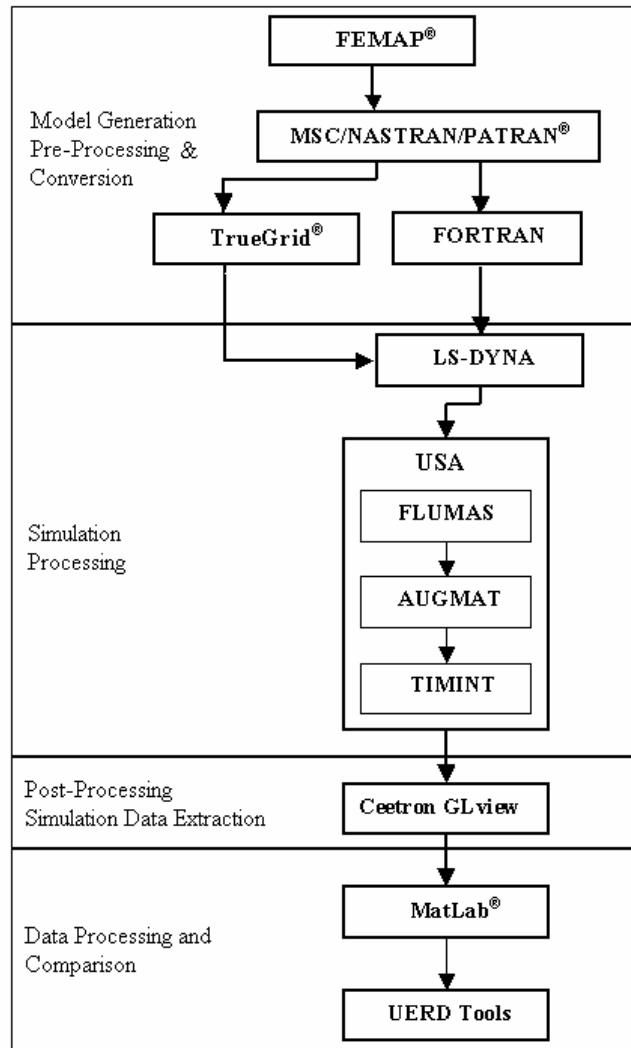 FEMAP®
Model Generation
Pre-Processing &
Conversion
MSC/NASTRAN/PATRAN®
TrueGrid®
FORTRAN
LS-DYNA
USA
FLUMAS
Simulation
Processing
AUGMAT
TIMINT
Post-Processing
Simulation Data Extraction
Ceetron GLview
MatLab®
Data Processing and
Comparison
UERD Tools